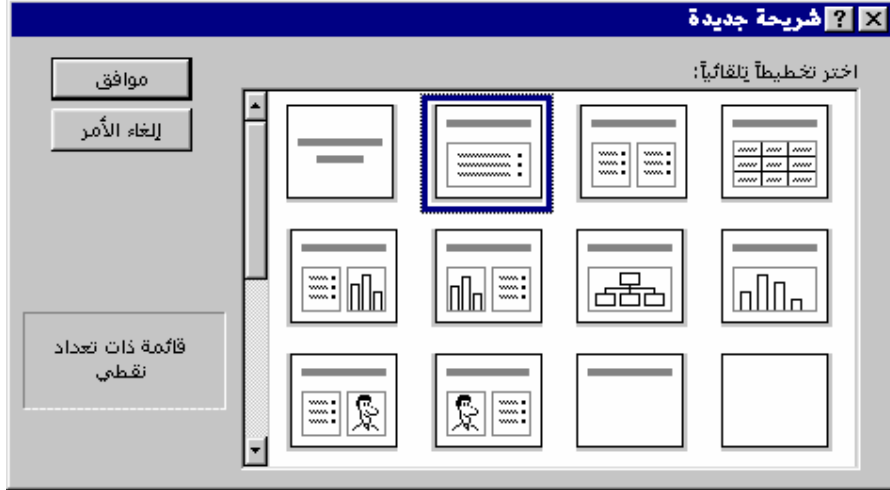 شريحة جديدة
اختر تخطيطاً تلقائياً:
موافق
إلغاء الأمر
قائمة ذات تعداد
نقطي